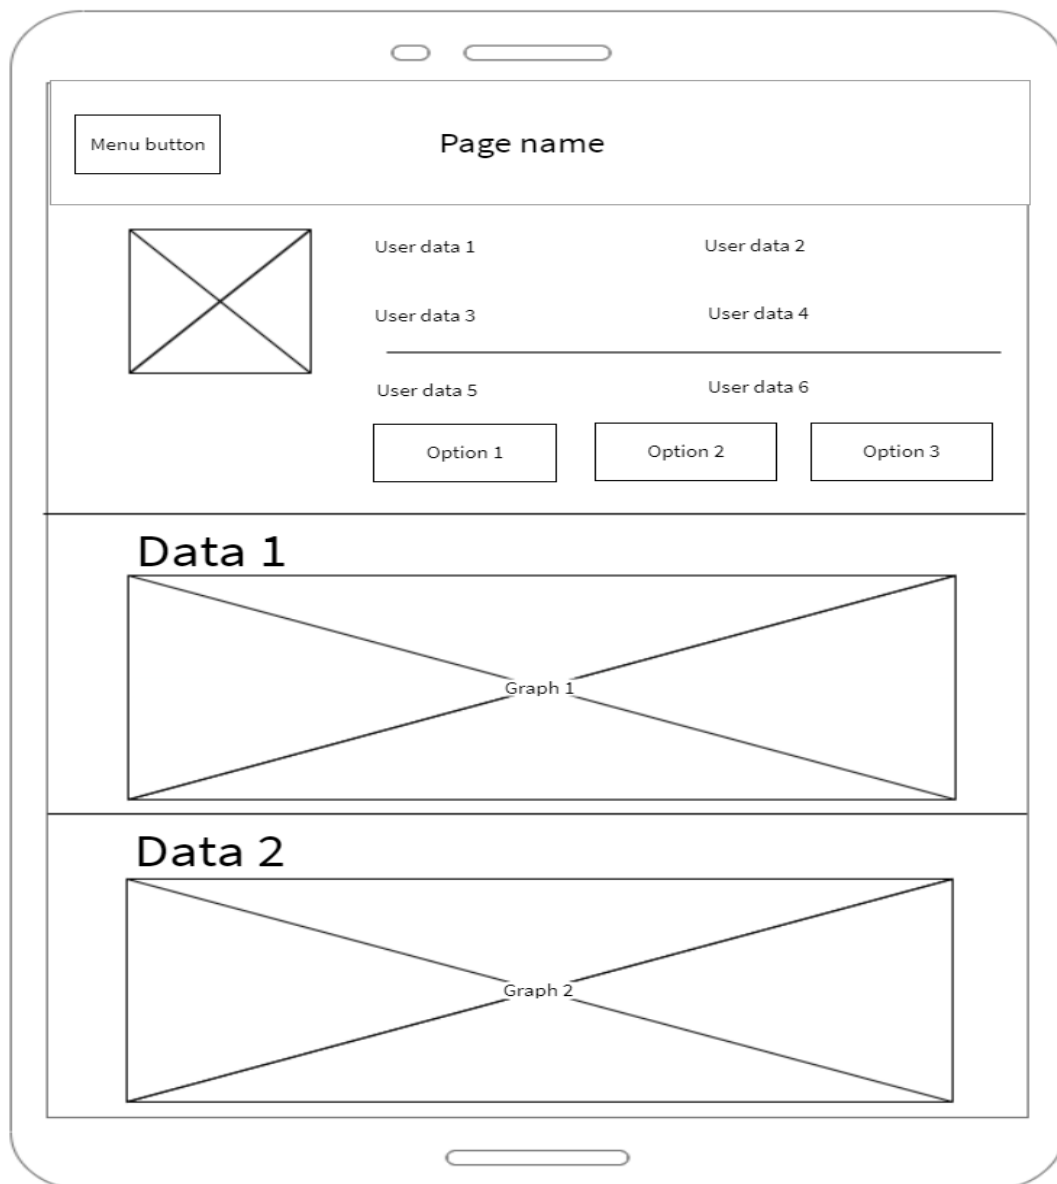 Menu button
Page name
User data 1
User data 2
User data 3
User data 4
User data 5
User data 6
Option 1
Option 2
Option 3
Data 1
Graph 1
Data 2
Graph 2